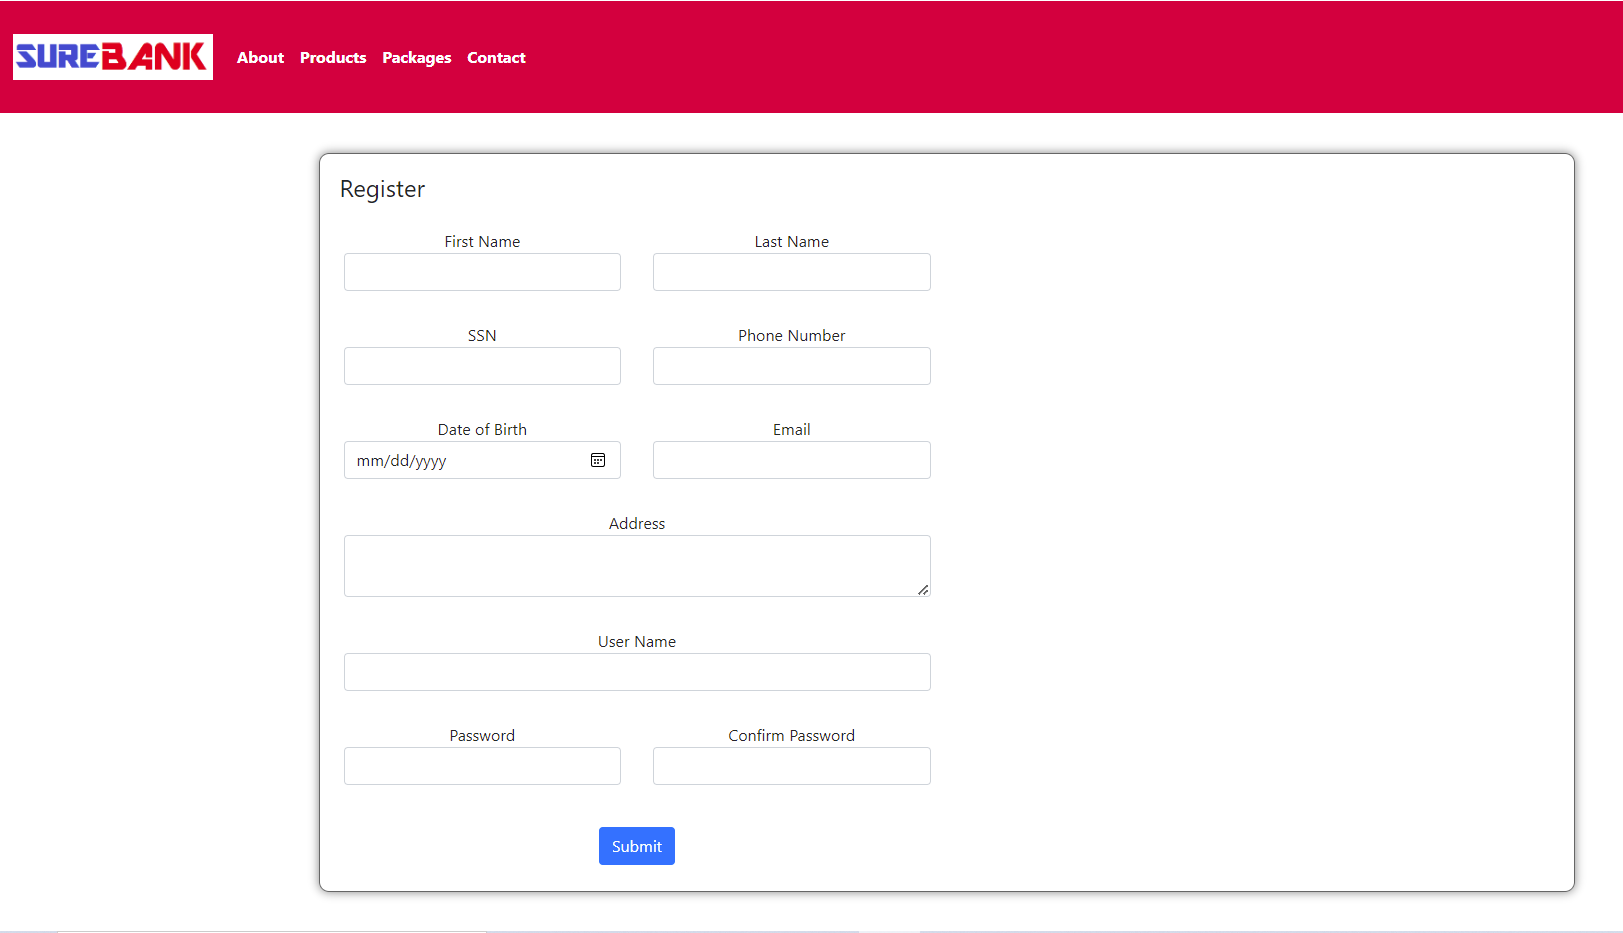 SUREBANK About Products Packages Contact
Register
First Name Last Name
SSN Phone Number
Date of Birth Email
mm/dd/yyyy
Address
User Name
Password Confirm Password
Submit